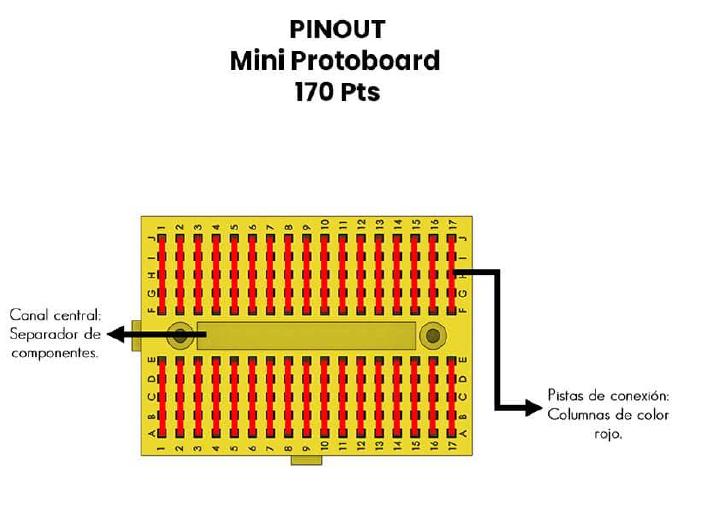 PINOUT
Mini Protoboard
170 Pts
1 2 3 4 5 6 7 8 9 10 11 12 13 14 15 16 17
J J
I I
H H
G G
F F
Canal central:
Separador de
componentes.
E E
D D
C C
B B
A A
1 2 3 4 5 6 7 8 9 10 11 12 13 14 15 16 17
Pistas de conexión:
Columnas de color
rojo.